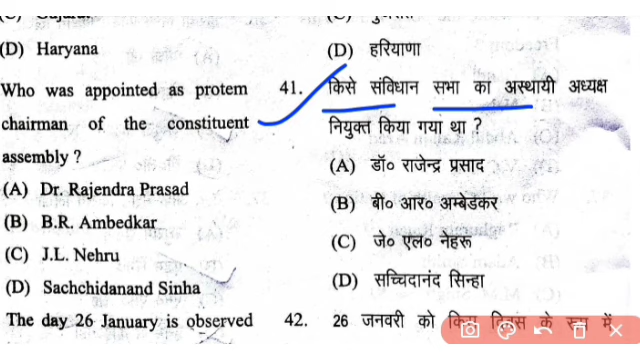 (D) Haryana
Who was appointed as protem
chairman of the constituent
assembly ?
(A) Dr. Rajendra Prasad
(B) B.R. Ambedkar
(C) J.L. Nehru
(D) Sachchidanand Sinha
The day 26 January is observed
(D) हरियाणा
41. किसे संविधान सभा का अस्थायी अध्यक्ष
नियुक्त किया गया था ?
(A) डॉ० राजेन्द्र प्रसाद
(B) बी० आर० अम्बेडकर
(C) जे० एल० नेहरू
(D) सच्चिदानंद सिन्हा
42. 26 जनवरी को किस दिवस के रूप में